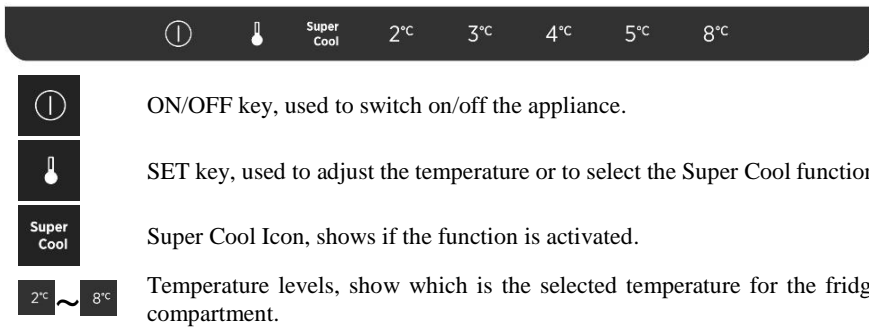 Super
Cool 2°C 3°C 4°C 5°C 8°C
ON/OFF key, used to switch on/off the appliance.
SET key, used to adjust the temperature or to select the Super Cool function
Super
Cool
Super Cool Icon, shows if the function is activated.
2°C ~ 8°C
Temperature levels, show which is the selected temperature for the fridg
compartment.